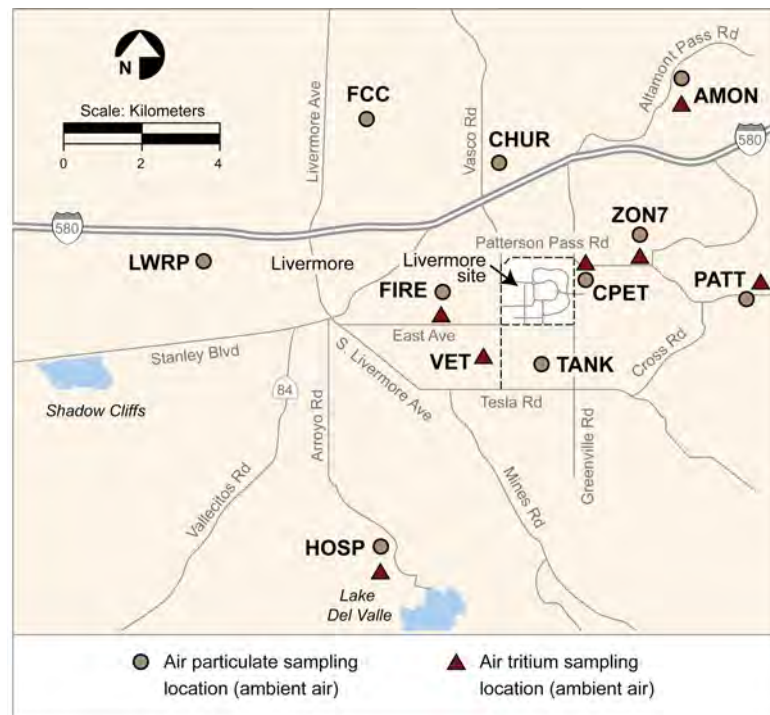 N
Scale: Kilometers
0 2 4
Livermore Ave
FCC
Vasco Rd
CHUR
Altamont Pass Rd
AMON
580
580
LWRP
Livermore
Patterson Pass Rd
ZON7
Livermore
site
FIRE
CPET
PATT
East Ave
Stanley Blvd
S. Livermore Ave
VET
TANK
Cross Rd
Shadow Cliffs
84
Tesla Rd
Arroyo Rd
Vallecitos Rd
Mines Rd
Greenville Rd
HOSP
Lake
Del Valle
Air particulate sampling
location (ambient air)
Air tritium sampling
location (ambient air)